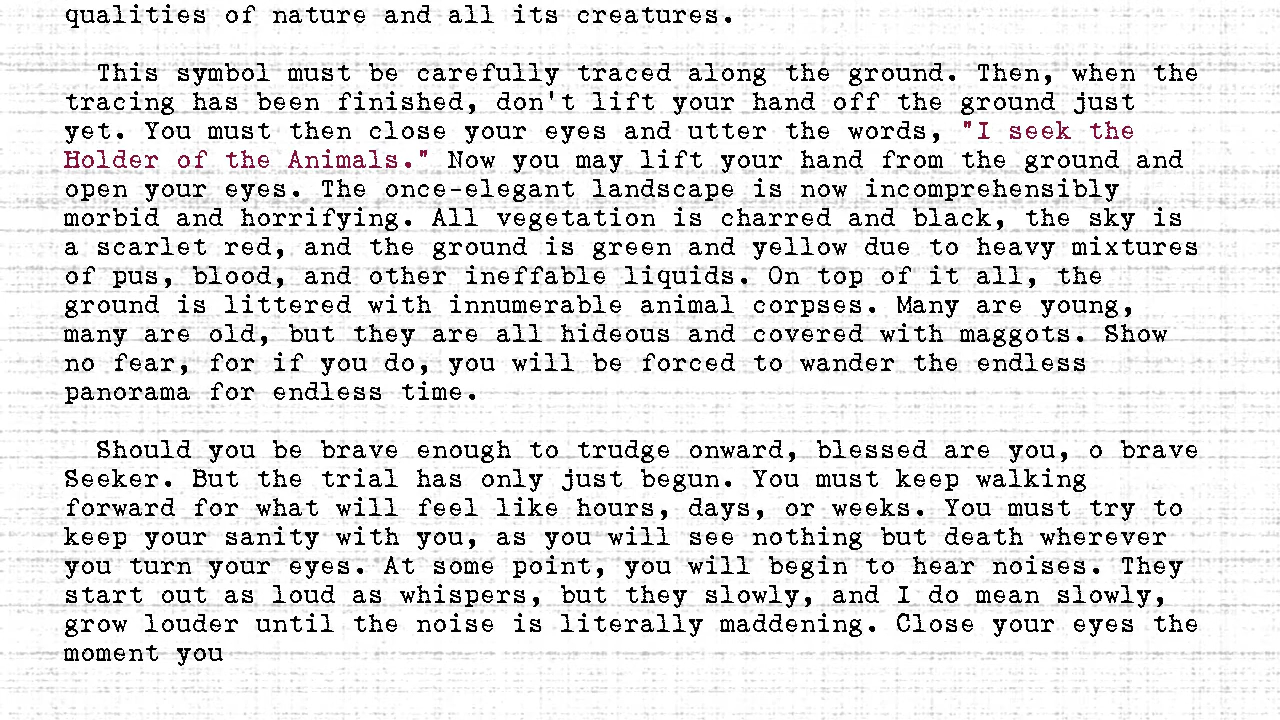 qualities of nature and all its creatures.
This symbol must be carefully traced along the ground. Then, when the
tracing has been finished, don't lift your hand off the ground just
yet. You must then close your eyes and utter the words, "I seek the
Holder of the Animals." Now you may lift your hand from the ground and
open your eyes. The once-elegant landscape is now incomprehensibly
morbid and horrifying. All vegetation is charred and black, the sky is
a scarlet red, and the ground is green and yellow due to heavy mixtures
of pus, blood, and other ineffable liquids. On top of it all, the
ground is littered with innumerable animal corpses. Many are young,
many are old, but they are all hideous and covered with maggots. Show
no fear, for if you do, you will be forced to wander the endless
panorama for endless time.
Should you be brave enough to trudge onward, blessed are you, o brave
Seeker. But the trial has only just begun. You must keep walking
forward for what will feel like hours, days, or weeks. You must try to
keep your sanity with you, as you will see nothing but death wherever
you turn your eyes. At some point, you will begin to hear noises. They
start out as loud as whispers, but they slowly, and I do mean slowly,
grow louder until the noise is literally maddening. Close your eyes the
moment you